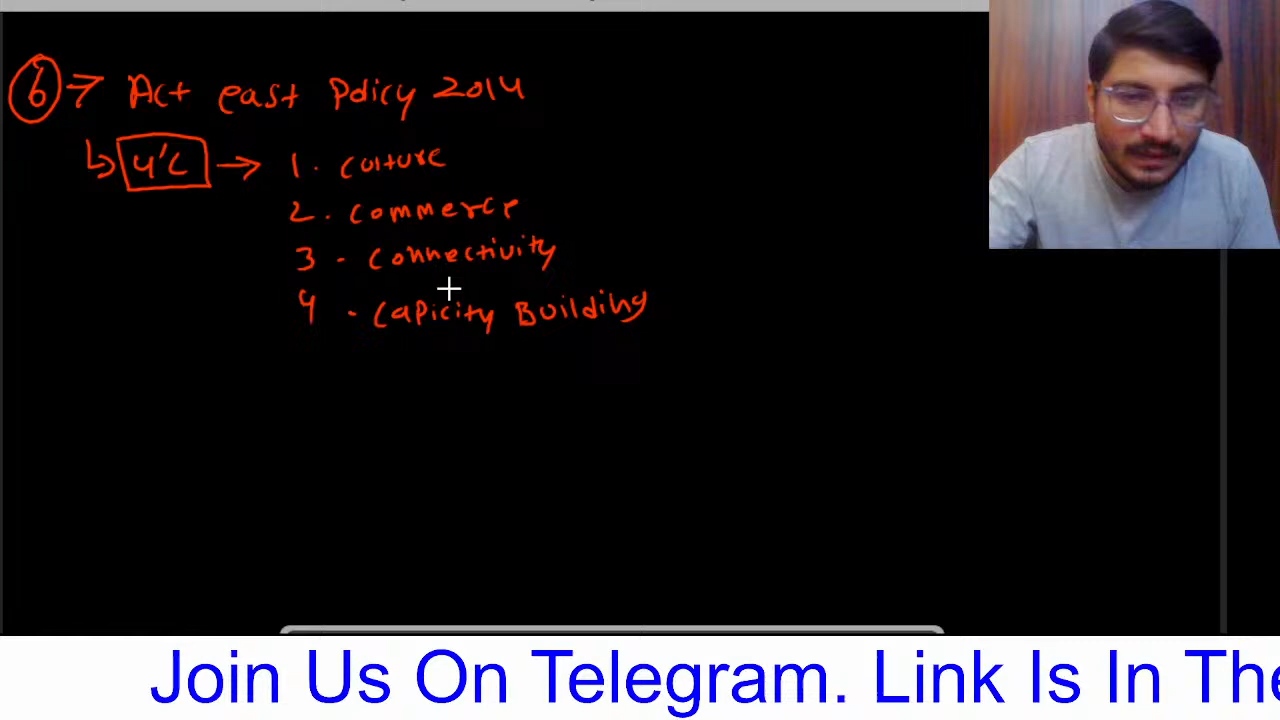 6 → Act east Policy 2014
↳ 4'C → 1. Culture
2. Commerce
3 - Connectivity
4 - Capicity Building
Join Us On Telegram. Link Is In The